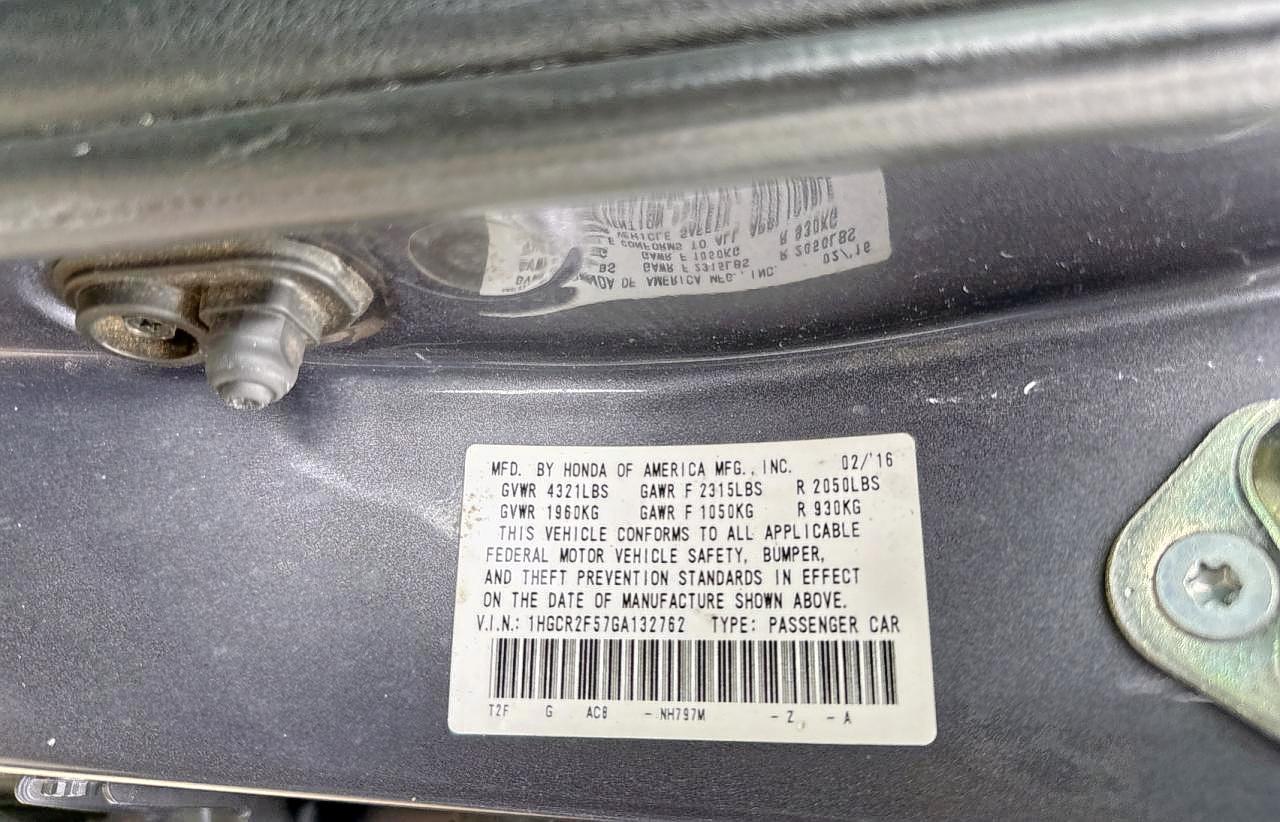 MFD. BY HONDA OF AMERICA MFG., INC. 02/'16
GVWR 4321LBS GAWR F 2315LBS R 2050LBS
GVWR 1960KG GAWR F 1050KG R 930KG
THIS VEHICLE CONFORMS TO ALL APPLICABLE
FEDERAL MOTOR VEHICLE SAFETY, BUMPER,
AND THEFT PREVENTION STANDARDS IN EFFECT
ON THE DATE OF MANUFACTURE SHOWN ABOVE.
V.I.N.: 1HGCR2F57GA132762 TYPE: PASSENGER CAR
T2F G AC8 - NH797M - Z - A